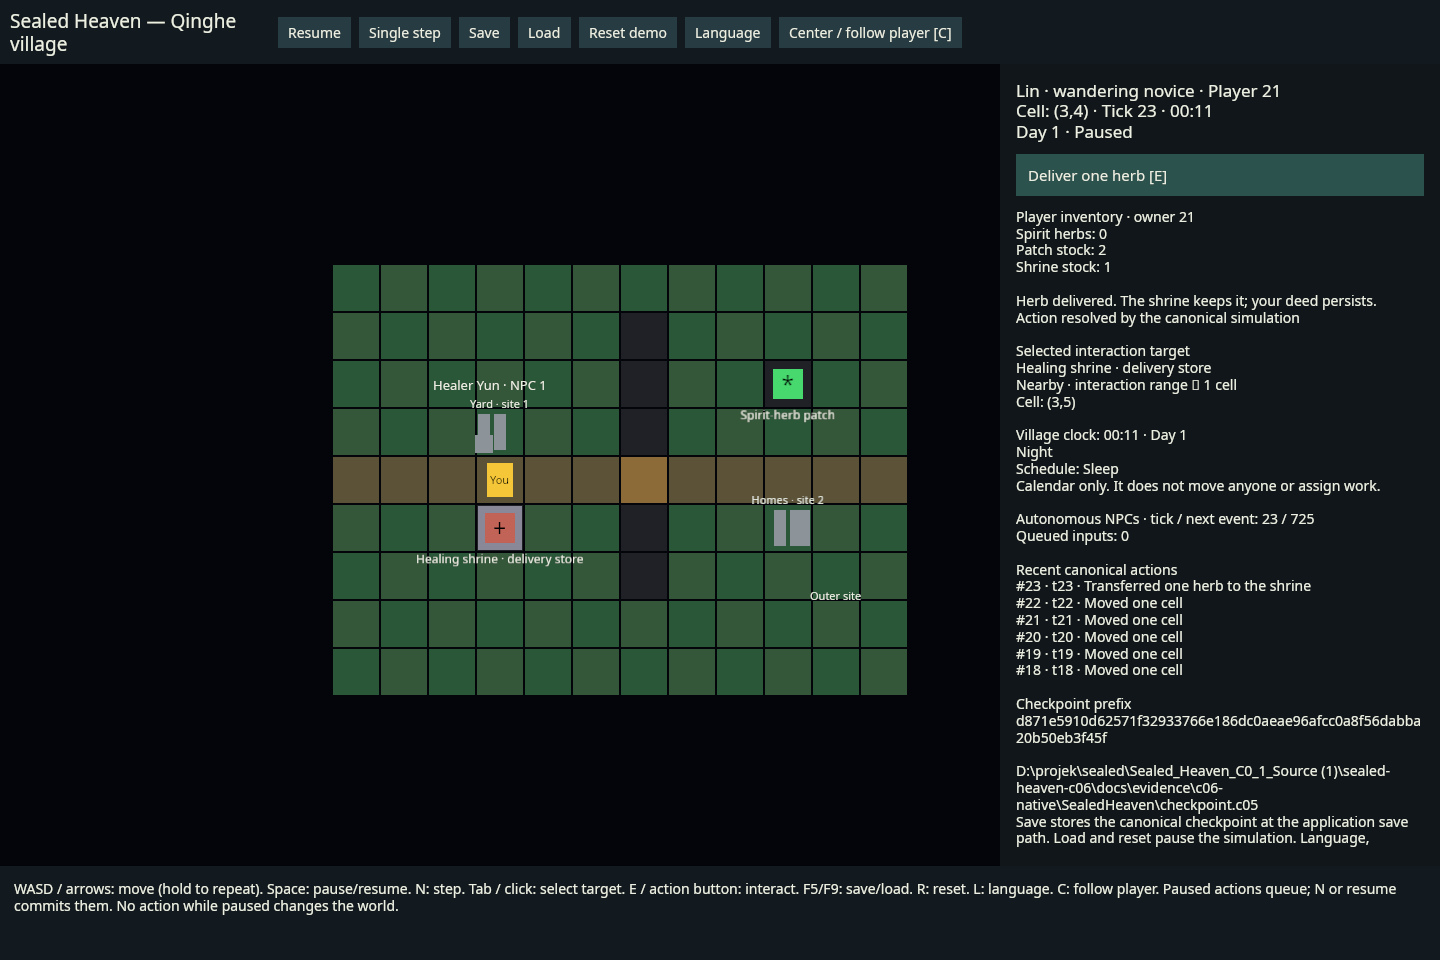 Sealed Heaven — Qinghe
village
Resume
Single step
Save
Load
Reset demo
Language
Center / follow player [C]
Lin · wandering novice · Player 21
Cell: (3,4) · Tick 23 · 00:11
Day 1 · Paused
Deliver one herb [E]
Player inventory · owner 21
Spirit herbs: 0
Patch stock: 2
Shrine stock: 1
Herb delivered. The shrine keeps it; your deed persists.
Action resolved by the canonical simulation
Selected interaction target
Healing shrine · delivery store
Nearby · interaction range 1 cell
Cell: (3,5)
Village clock: 00:11 · Day 1
Night
Schedule: Sleep
Calendar only. It does not move anyone or assign work.
Autonomous NPCs · tick / next event: 23 / 725
Queued inputs: 0
Recent canonical actions
#23 · t23 · Transferred one herb to the shrine
#22 · t22 · Moved one cell
#21 · t21 · Moved one cell
#20 · t20 · Moved one cell
#19 · t19 · Moved one cell
#18 · t18 · Moved one cell
Checkpoint prefix
d871e5910d62571f32933766e186dc0aeae96afcc0a8f56dabba
20b50eb3f45f
D:\projek\sealed\Sealed_Heaven_C0_1_Source (1)\sealed-
heaven-c06\docs\evidence\c06-
native\SealedHeaven\checkpoint.c05
Save stores the canonical checkpoint at the application save
path. Load and reset pause the simulation. Language,
Healer Yun · NPC 1
Yard · site 1
*
Spirit herb patch
You
Homes · site 2
+
Healing shrine · delivery store
Outer site
WASD / arrows: move (hold to repeat). Space: pause/resume. N: step. Tab / click: select target. E / action button: interact. F5/F9: save/load. R: reset. L: language. C: follow player. Paused actions queue; N or resume
commits them. No action while paused changes the world.